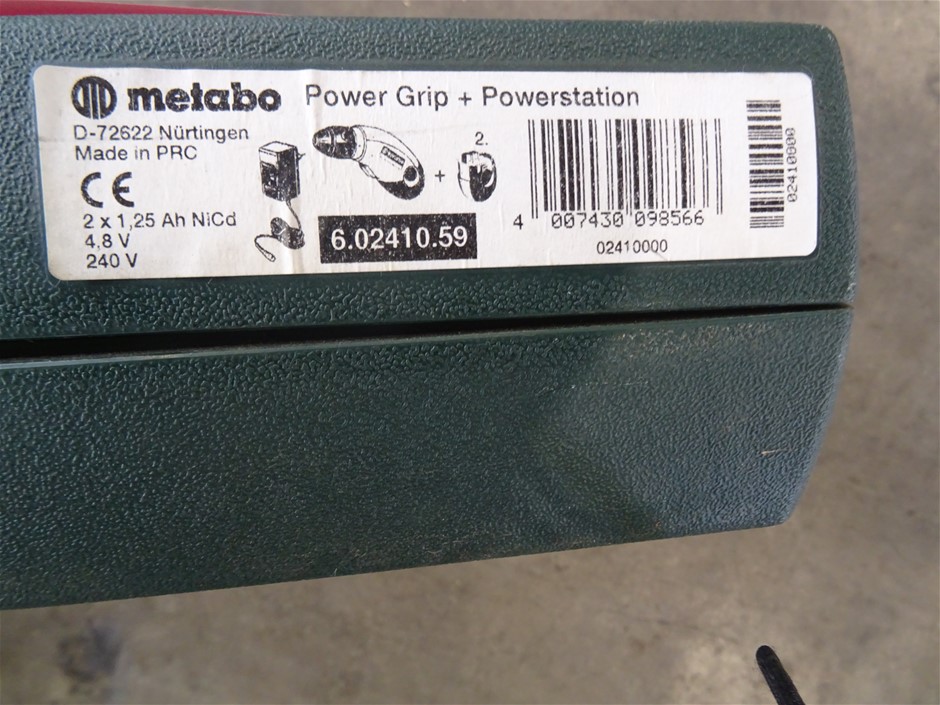 metabo Power Grip + Powerstation
D-72622 Nürtingen
Made in PRC
CE
2 x 1,25 Ah NiCd
4,8 V
240 V
2.
+
6.02410.59
4 007430 098566
02410000
02410000